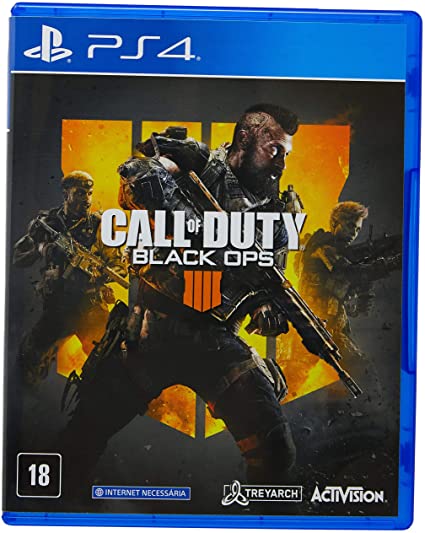 PS4
CALL OF DUTY
BLACK OPS
IIII
18
INTERNET NECESSÁRIA
TREYARCH
ACTIVISION